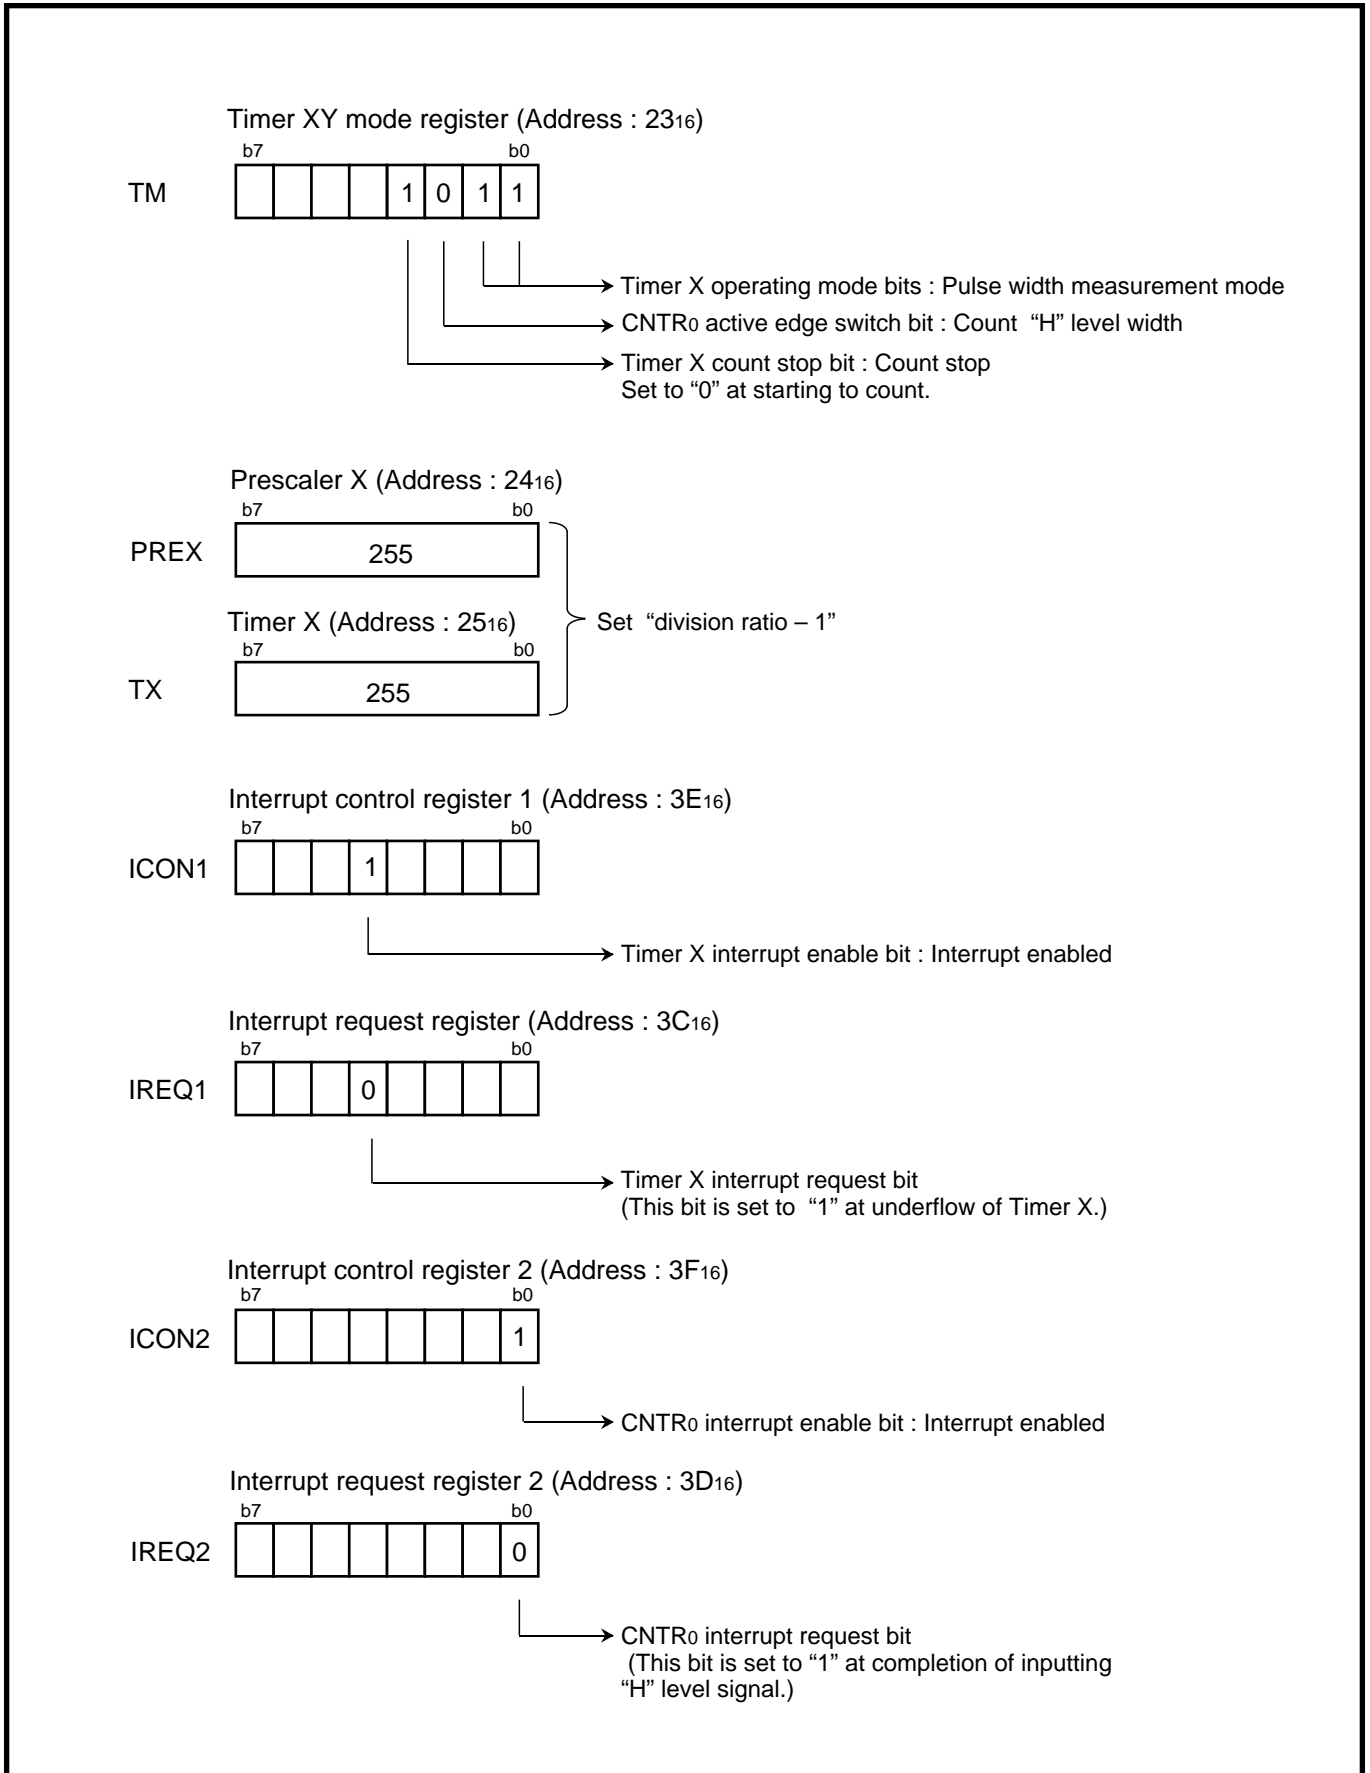 Timer XY mode register (Address : 2316)
b7 b0
TM 1 0 1 1
Timer X operating mode bits : Pulse width measurement mode
CNTR0 active edge switch bit : Count “H” level width
Timer X count stop bit : Count stop
Set to “0” at starting to count.
Prescaler X (Address : 2416)
b7 b0
PREX 255
Timer X (Address : 2516)
Set “division ratio – 1”
b7 b0
TX 255
Interrupt control register 1 (Address : 3E16)
b7 b0
ICON1 1
Timer X interrupt enable bit : Interrupt enabled
Interrupt request register (Address : 3C16)
b7 b0
IREQ1 0
Timer X interrupt request bit
(This bit is set to “1” at underflow of Timer X.)
Interrupt control register 2 (Address : 3F16)
b7 b0
ICON2 1
CNTR0 interrupt enable bit : Interrupt enabled
Interrupt request register 2 (Address : 3D16)
b7 b0
IREQ2 0
CNTR0 interrupt request bit
(This bit is set to “1” at completion of inputting
“H” level signal.)